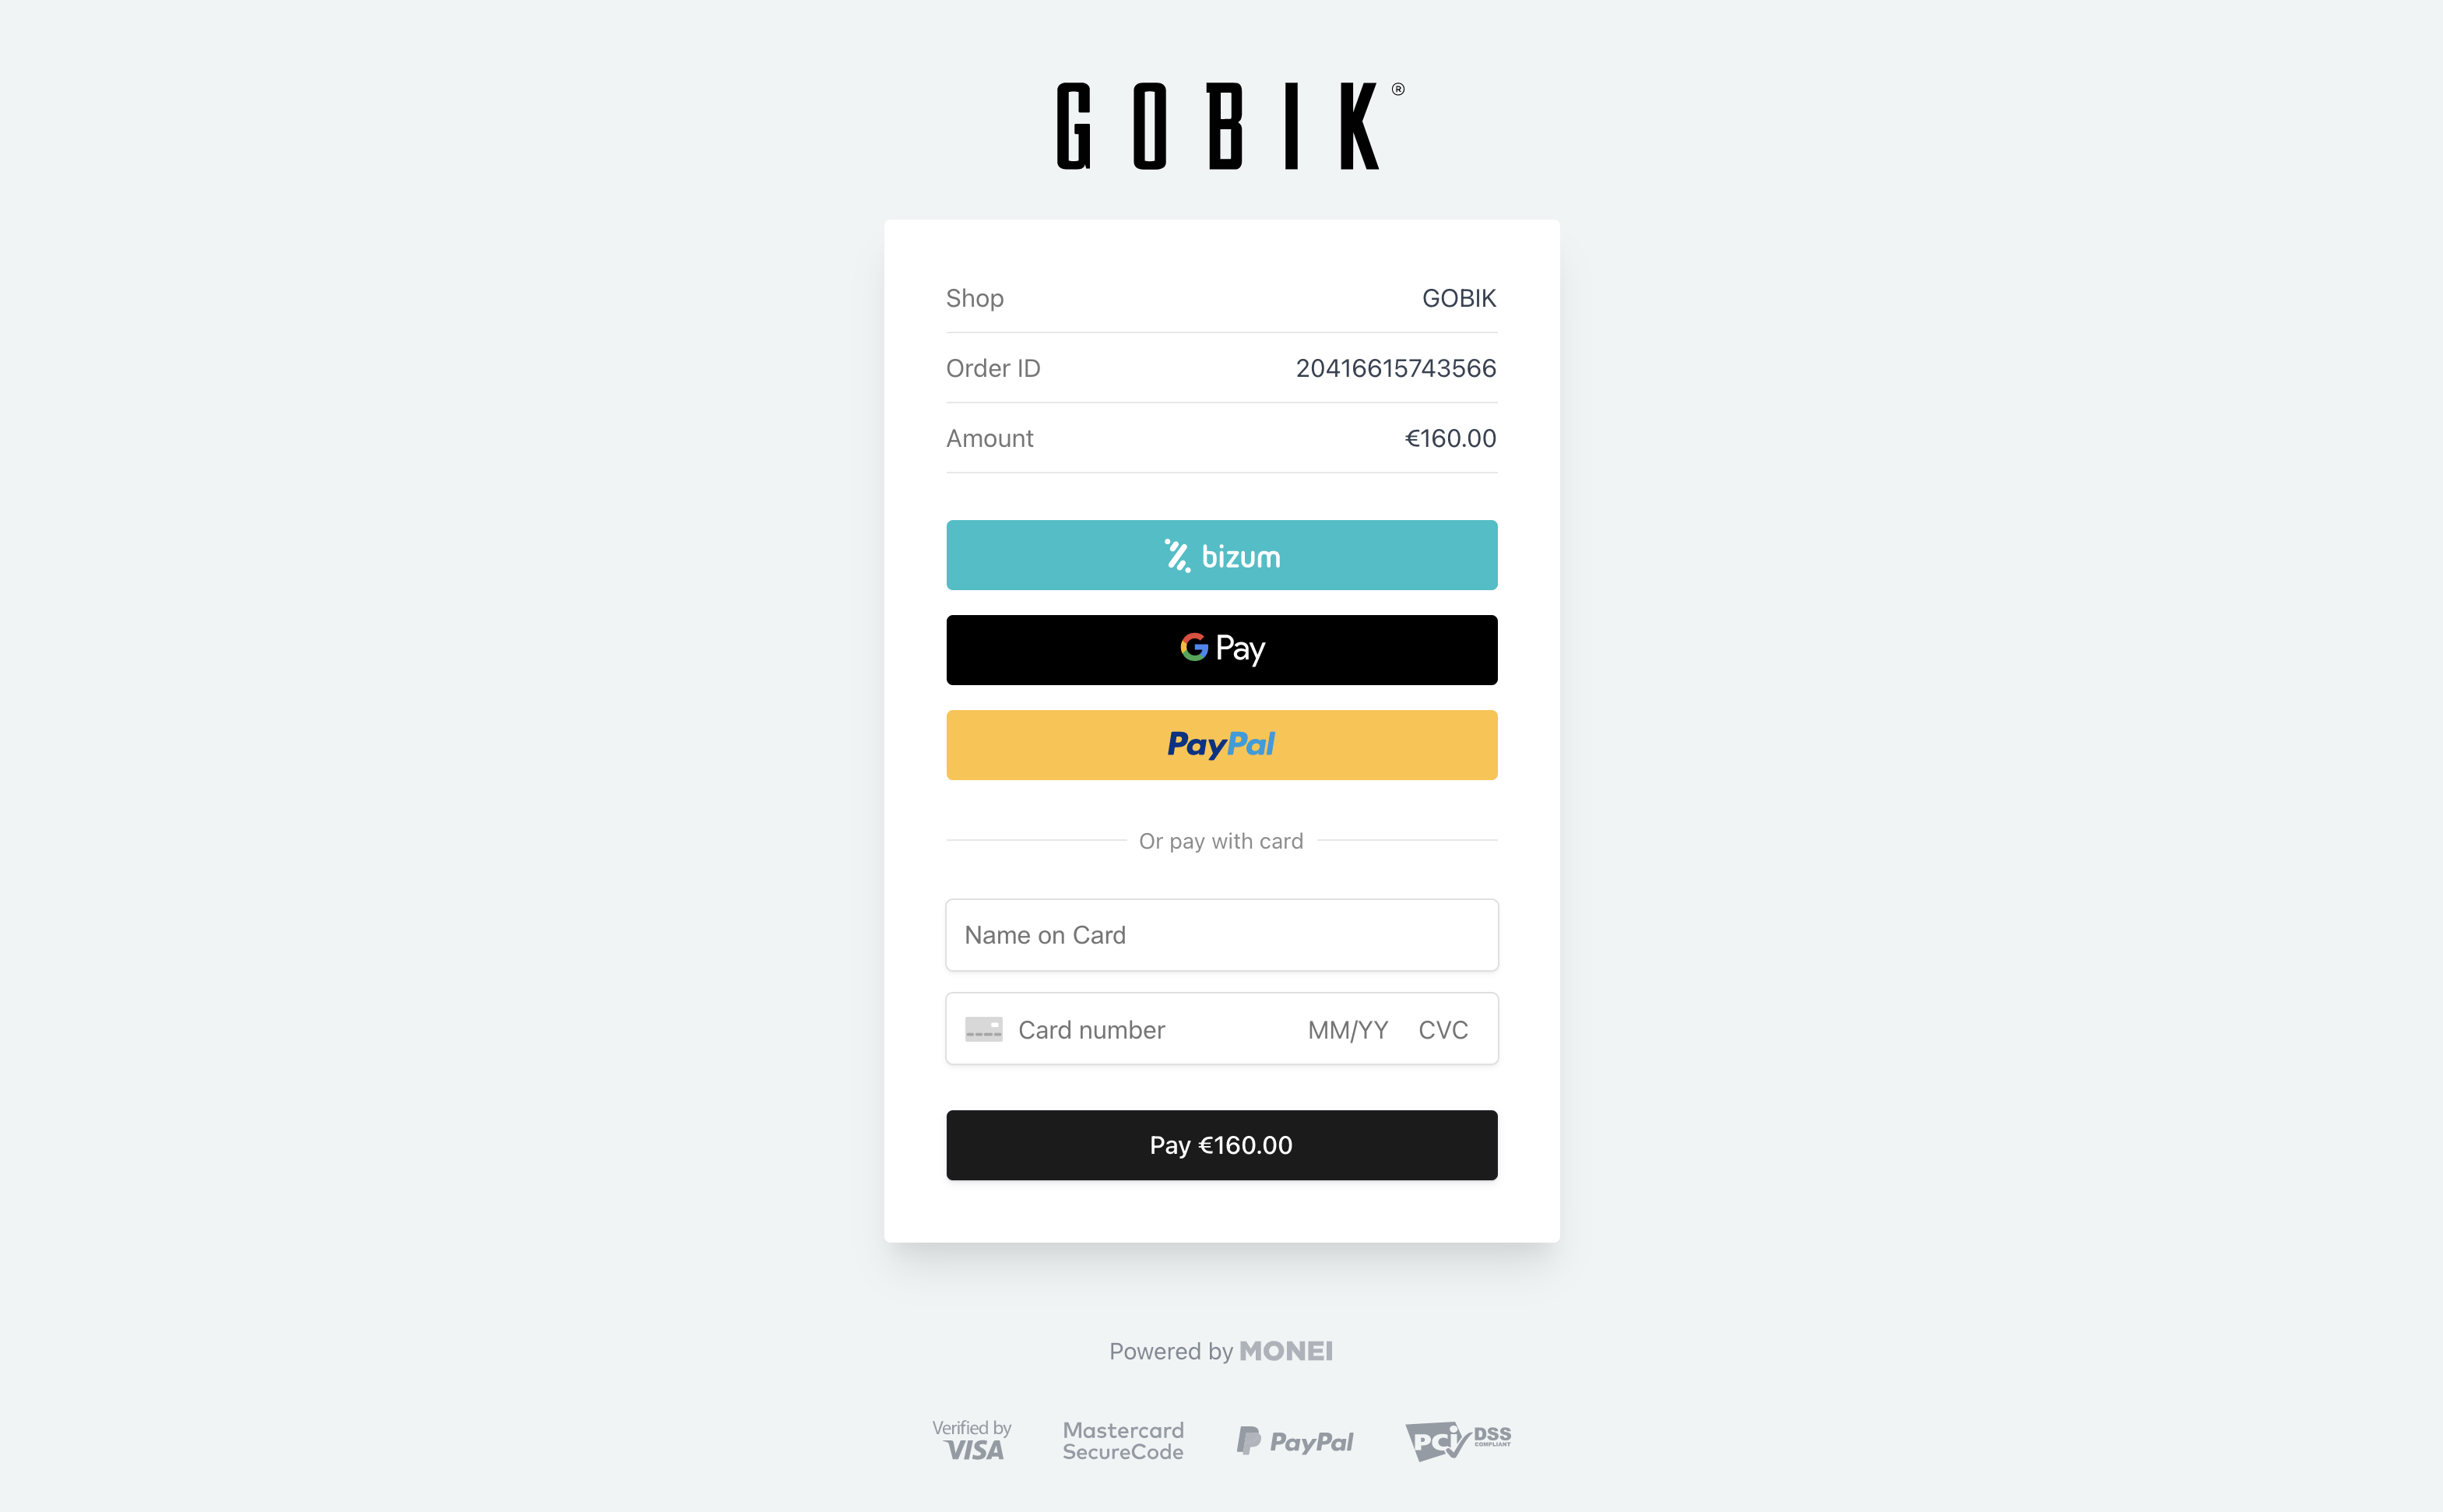 GOBIK®
Shop GOBIK
Order ID 20416615743566
Amount €160.00
bizum
G Pay
PayPal
Or pay with card
Name on Card
Card number MM/YY CVC
Pay €160.00
Powered by MONEI
Verified by
VISA
Mastercard
SecureCode
PayPal
PCI DSS
COMPLIANT